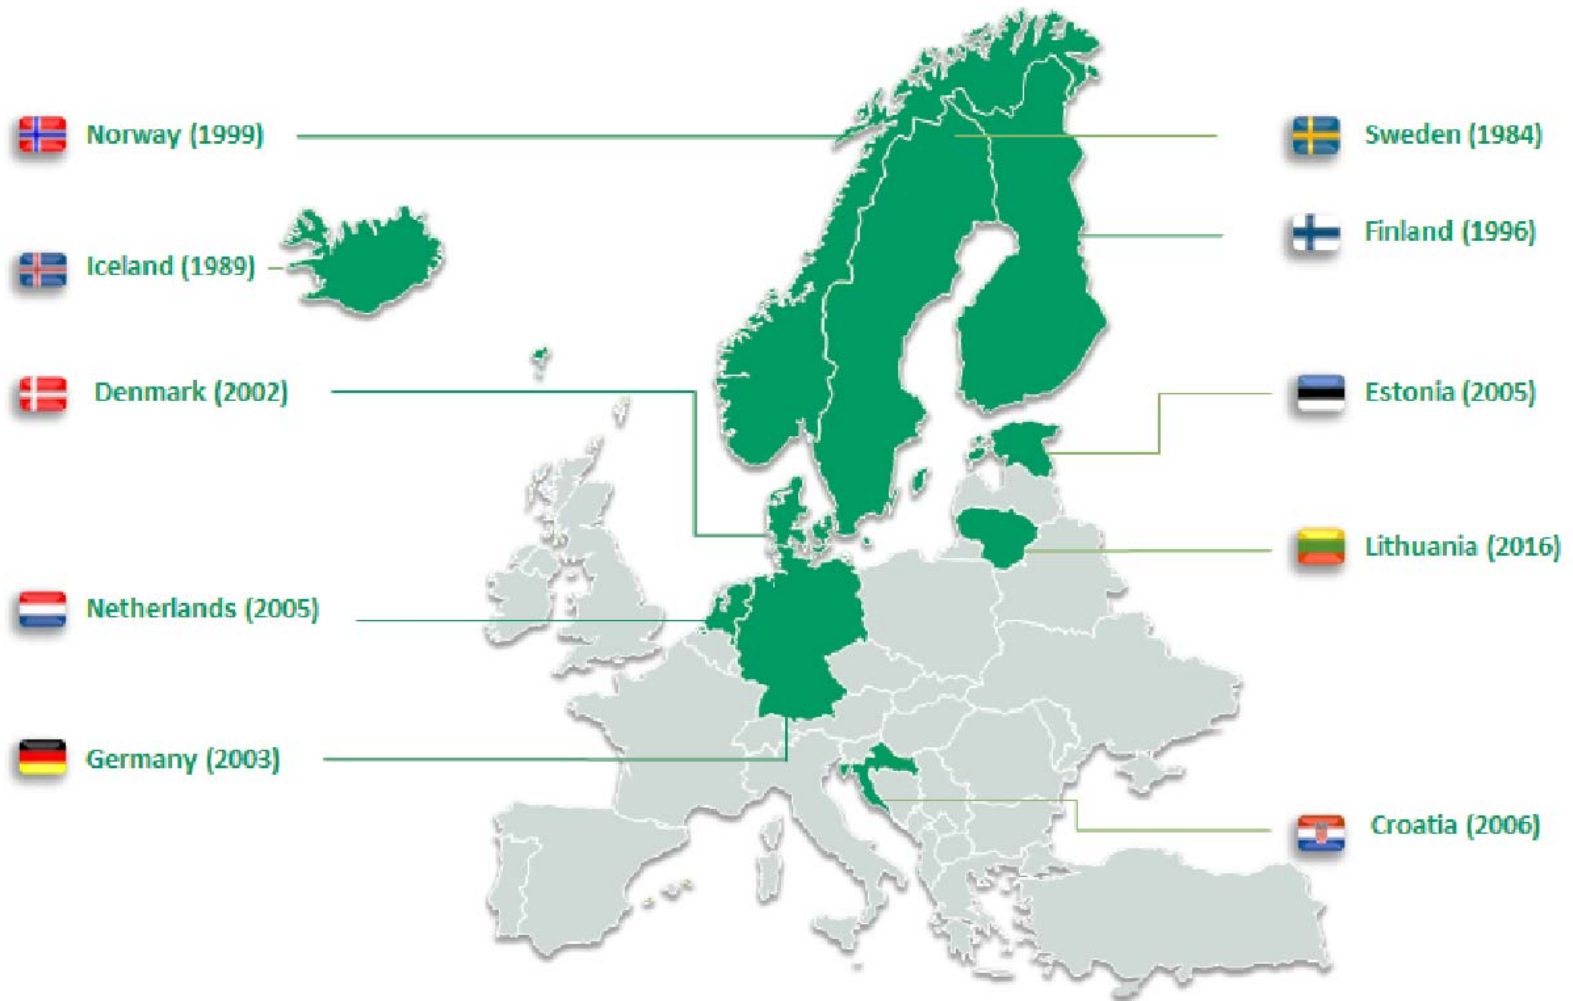 Norway (1999)
Sweden (1984)
Finland (1996)
Iceland (1989)
Denmark (2002)
Estonia (2005)
Lithuania (2016)
Netherlands (2005)
Germany (2003)
Croatia (2006)